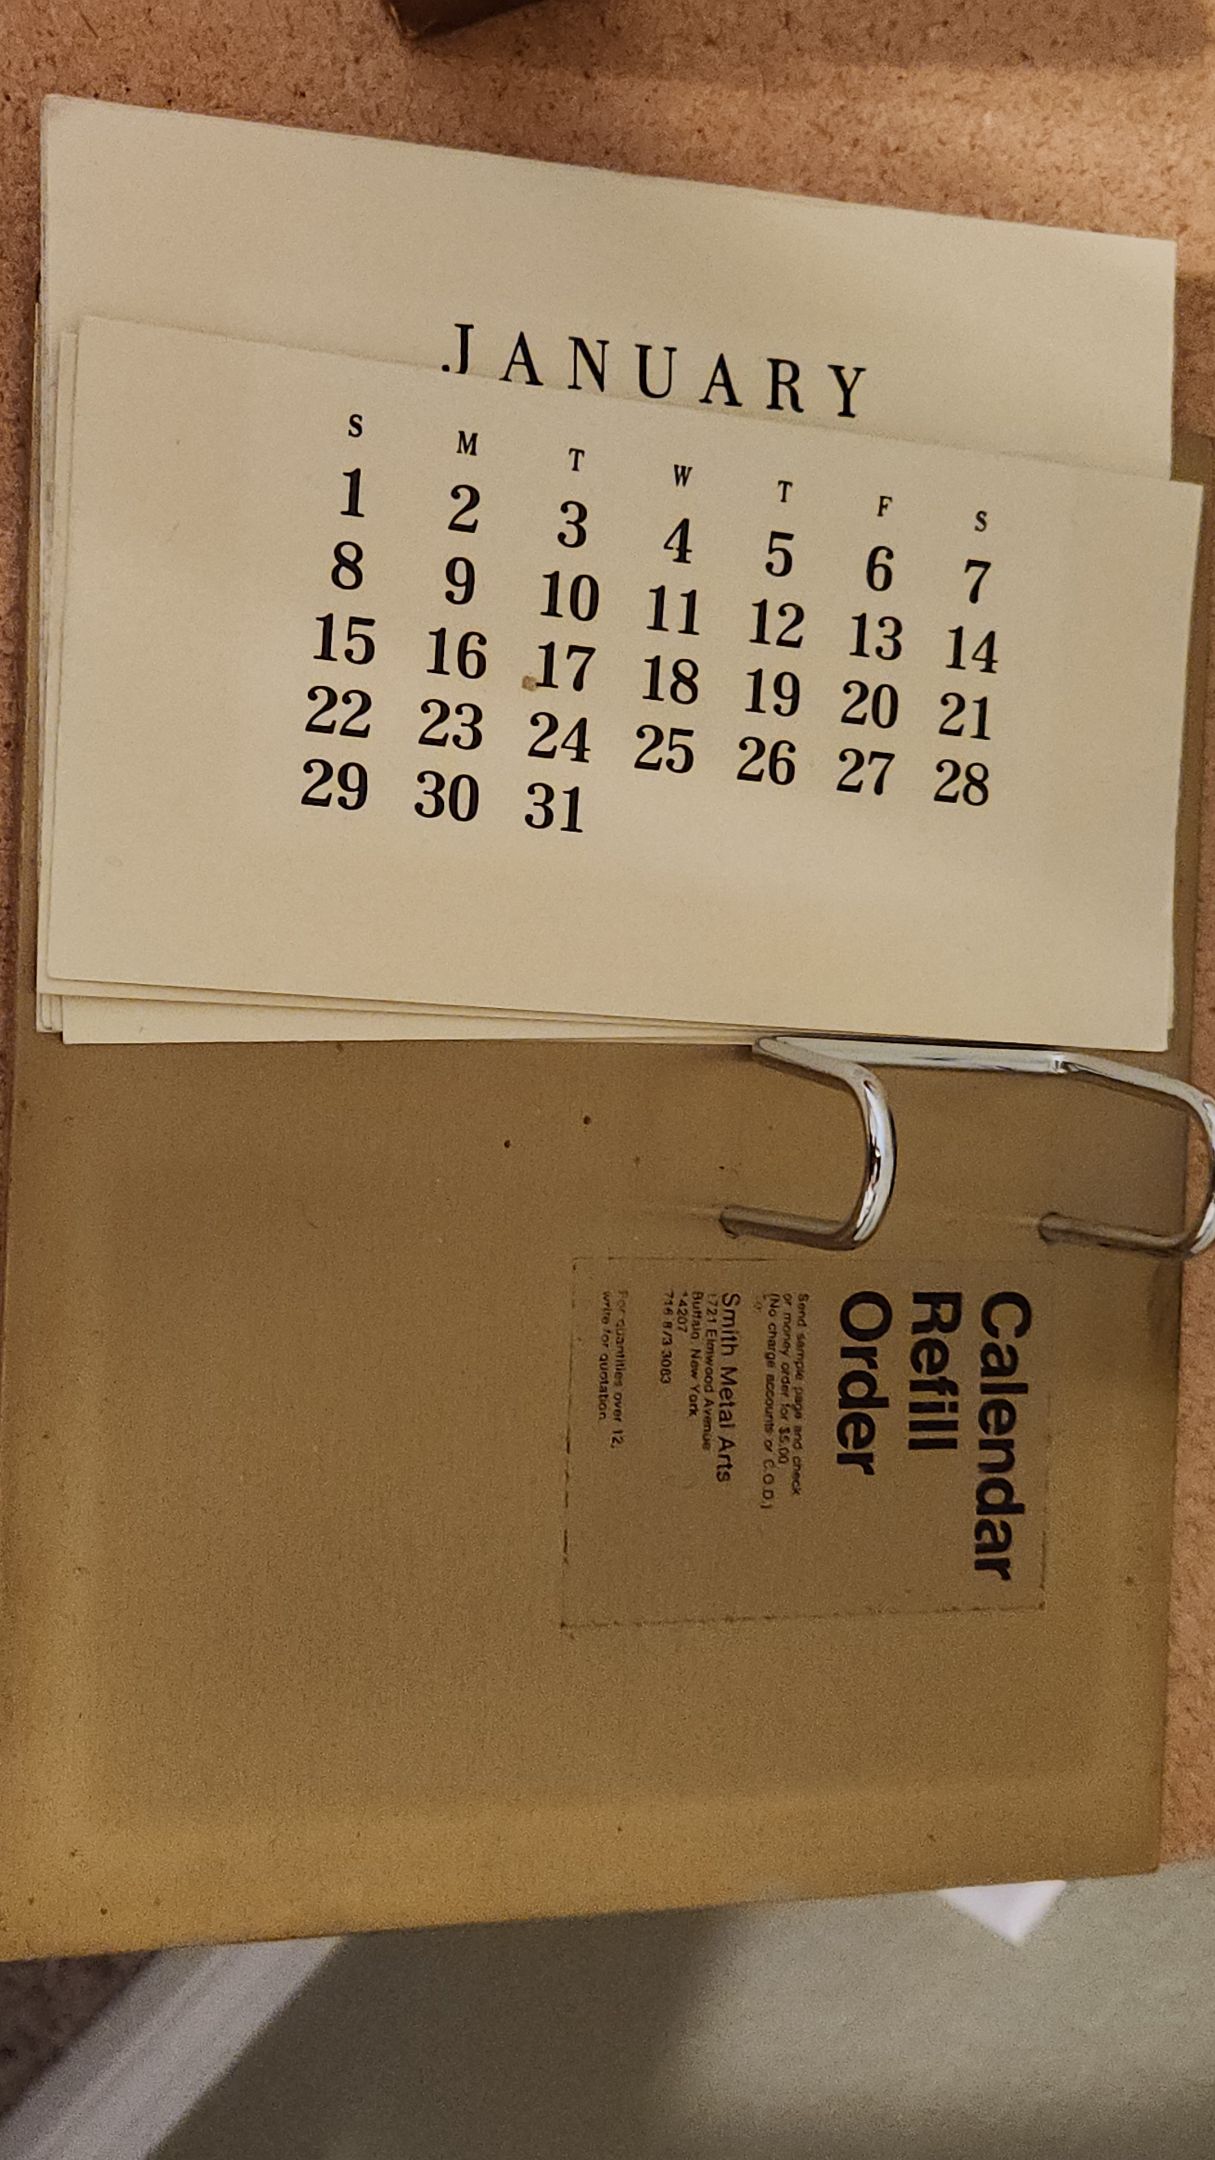 JANUARY
S M T W T F S
1 2 3 4 5 6 7
8 9 10 11 12 13 14
15 16 17 18 19 20 21
22 23 24 25 26 27 28
29 30 31
Calendar
Refill
Order
Send sample page and check
or money order for $5.00
(No charge accounts or C.O.D.)
Smith Metal Arts
1721 Elmwood Avenue
Buffalo, New York
14207
716 873-3083
For quantities over 12,
write for quotation.